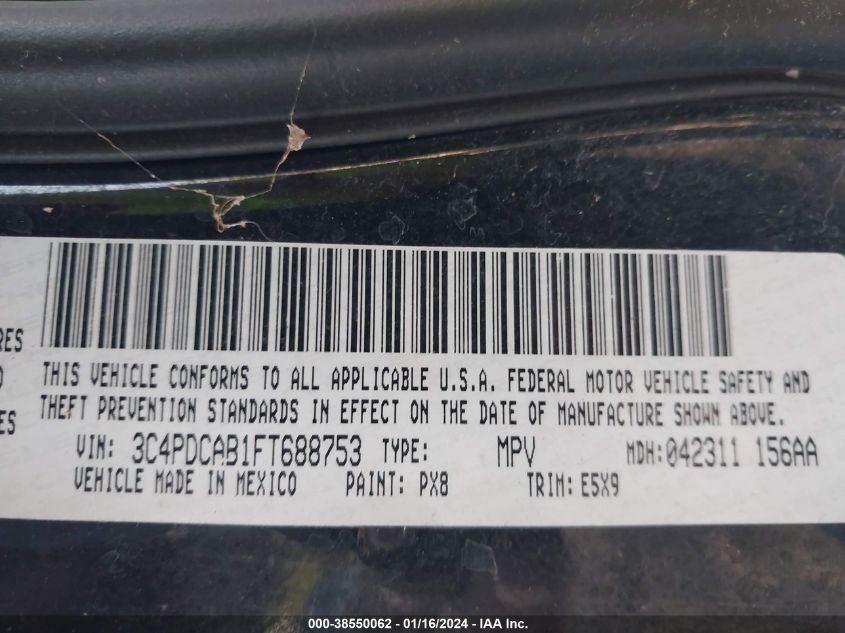 RES
THIS VEHICLE CONFORMS TO ALL APPLICABLE U.S.A. FEDERAL MOTOR VEHICLE SAFETY AND
THEFT PREVENTION STANDARDS IN EFFECT ON THE DATE OF MANUFACTURE SHOWN ABOVE.
ES
VIN: 3C4PDCAB1FT688753 TYPE: MPV MDH:042311 156AA
VEHICLE MADE IN MEXICO PAINT: PX8 TRIM:E5X9
000-38550062 - 01/16/2024 - IAA Inc.